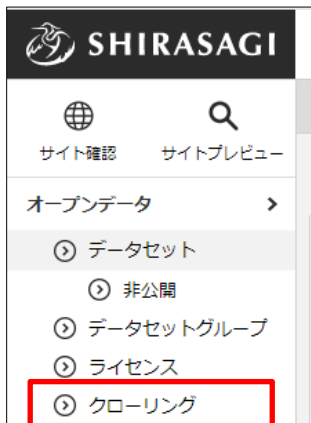 SHIRASAGI
サイト確認 サイトプレビュー
オープンデータ
データセット
非公開
データセットグループ
ライセンス
クローリング